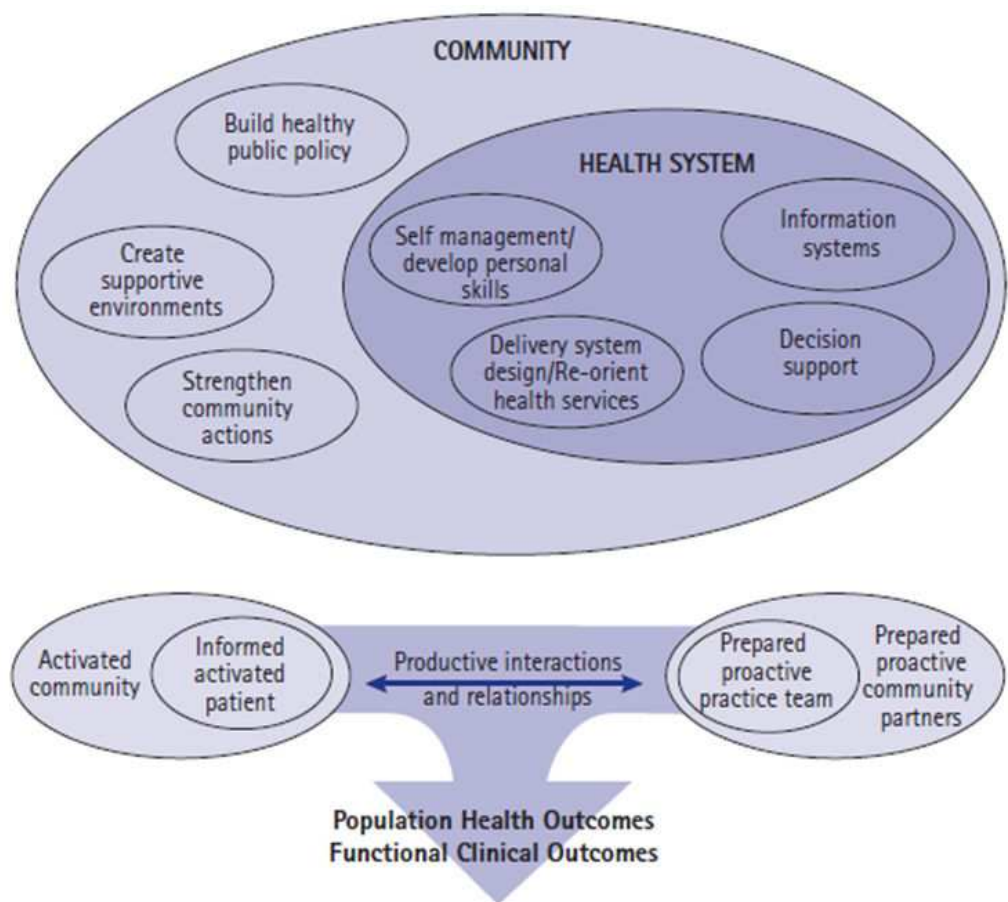 COMMUNITY
Build healthy
public policy
HEALTH SYSTEM
Self management/
develop personal
skills
Information
systems
Create
supportive
environments
Delivery system
design/Re-orient
health services
Decision
support
Strengthen
community
actions
Activated
community
Informed
activated
patient
Productive interactions
and relationships
Prepared
proactive
practice team
Prepared
proactive
community
partners
Population Health Outcomes
Functional Clinical Outcomes